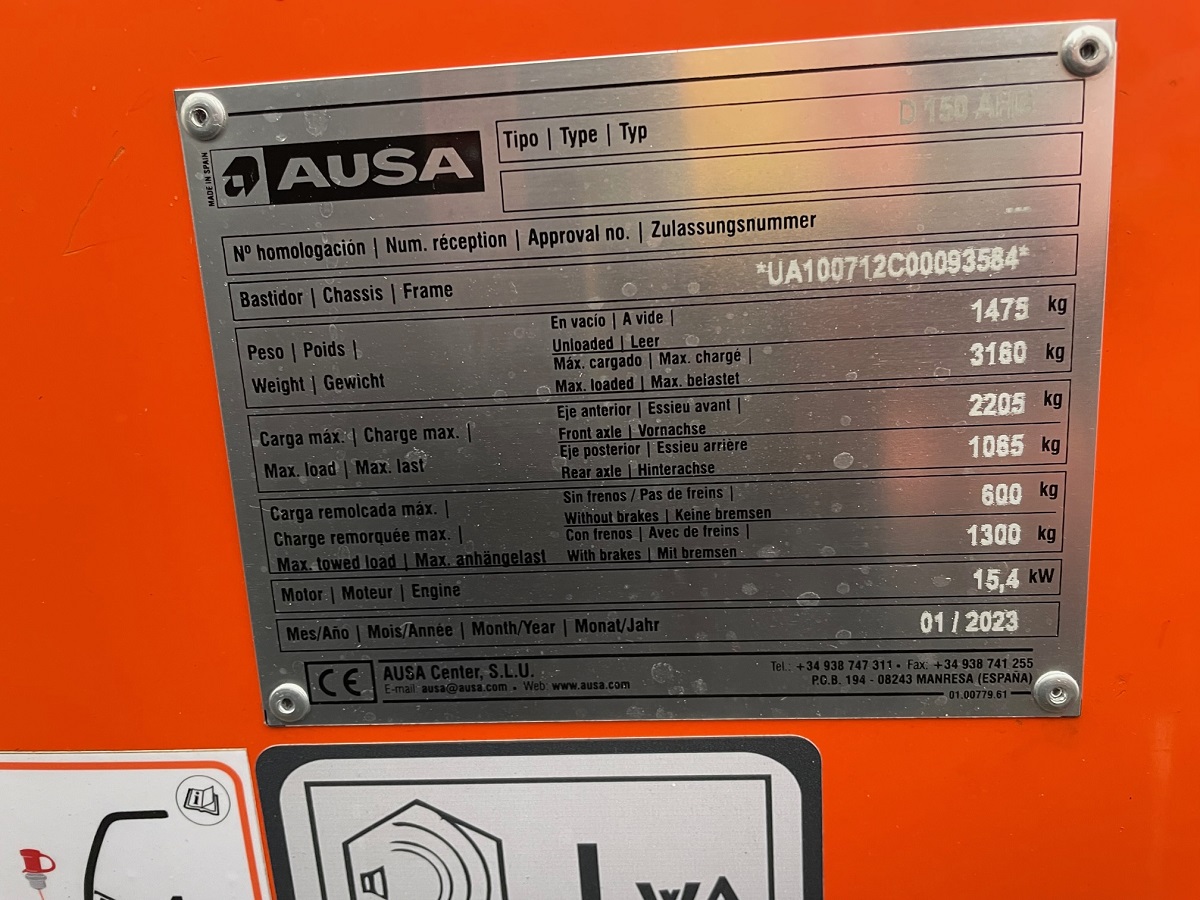 MADE IN SPAIN
AUSA
Tipo | Type | Typ D 150 AHG
Nº homologación | Num. réception | Approval no. | Zulassungsnummer ---
Bastidor | Chassis | Frame *UA100712C00093584*
Peso | Poids |
Weight | Gewicht
En vacío | A vide |
Unloaded | Leer
1475 kg
Máx. cargado | Max. chargé |
Max. loaded | Max. belastet
3160 kg
Carga máx. | Charge max. |
Max. load | Max. last
Eje anterior | Essieu avant |
Front axle | Vornachse
2205 kg
Eje posterior | Essieu arrière
Rear axle | Hinterachse
1065 kg
Carga remolcada máx. |
Charge remorquée max. |
Max. towed load | Max. anhängelast
Sin frenos / Pas de freins |
Without brakes | Keine bremsen
600 kg
Con frenos | Avec de freins |
With brakes | Mit bremsen
1300 kg
Motor | Moteur | Engine 15,4 kW
Mes/Año | Mois/Année | Month/Year | Monat/Jahr 01 / 2023
CE
AUSA Center, S.L.U.
E-mail: ausa@ausa.com • Web: www.ausa.com
Tel.: +34 938 747 311 • Fax: +34 938 741 255
P.C.B. 194 - 08243 MANRESA (ESPAÑA)
01.00779.61
i
LWA